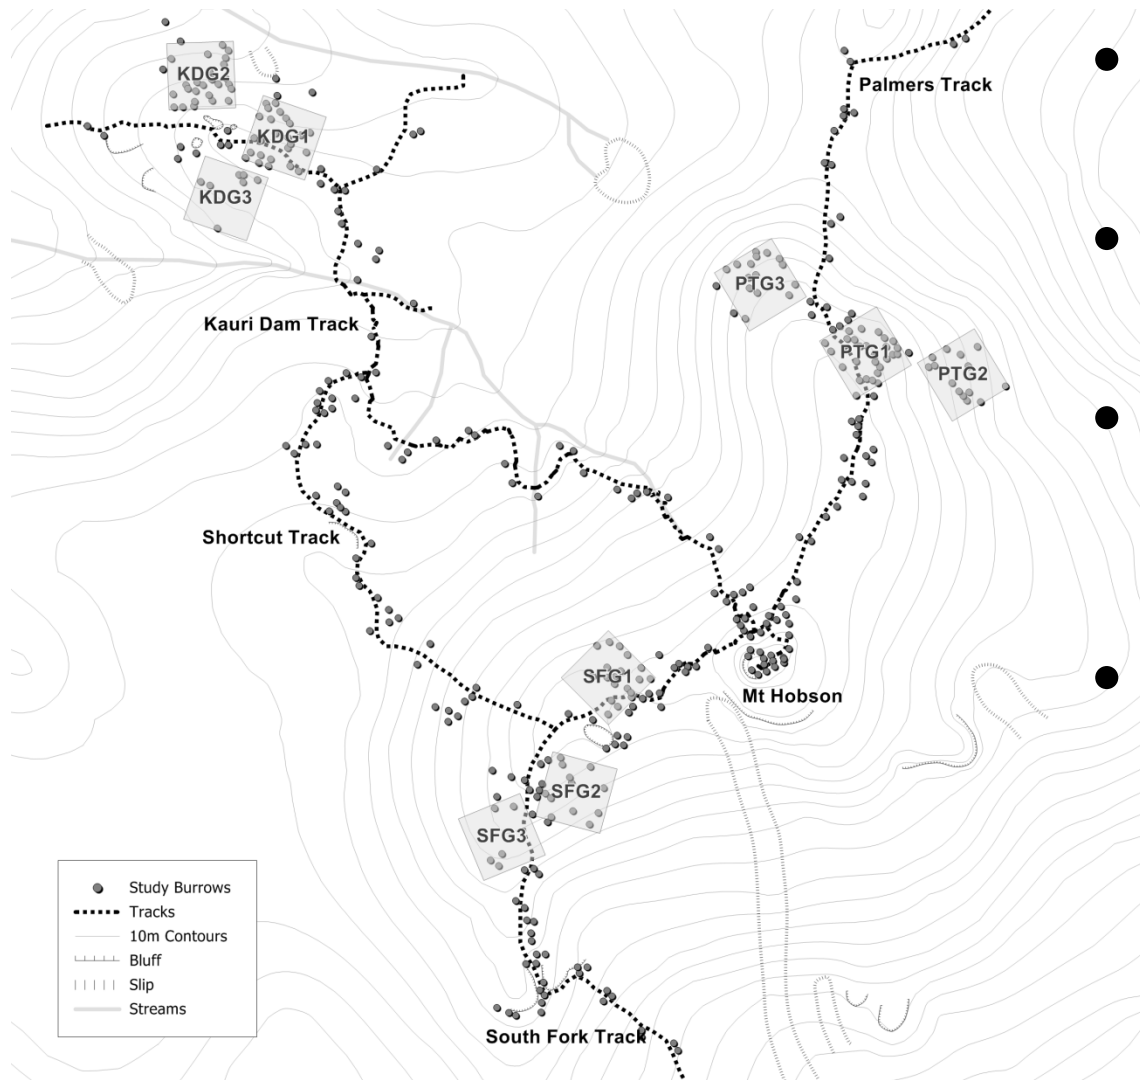 KDG2
Palmers Track
KDG1
KDG3
PTG3
Kauri Dam Track
PTG1
PTG2
Shortcut Track
SFG1
Mt Hobson
SFG2
SFG3
Study Burrows
Tracks
10m Contours
Bluff
Slip
Streams
South Fork Track